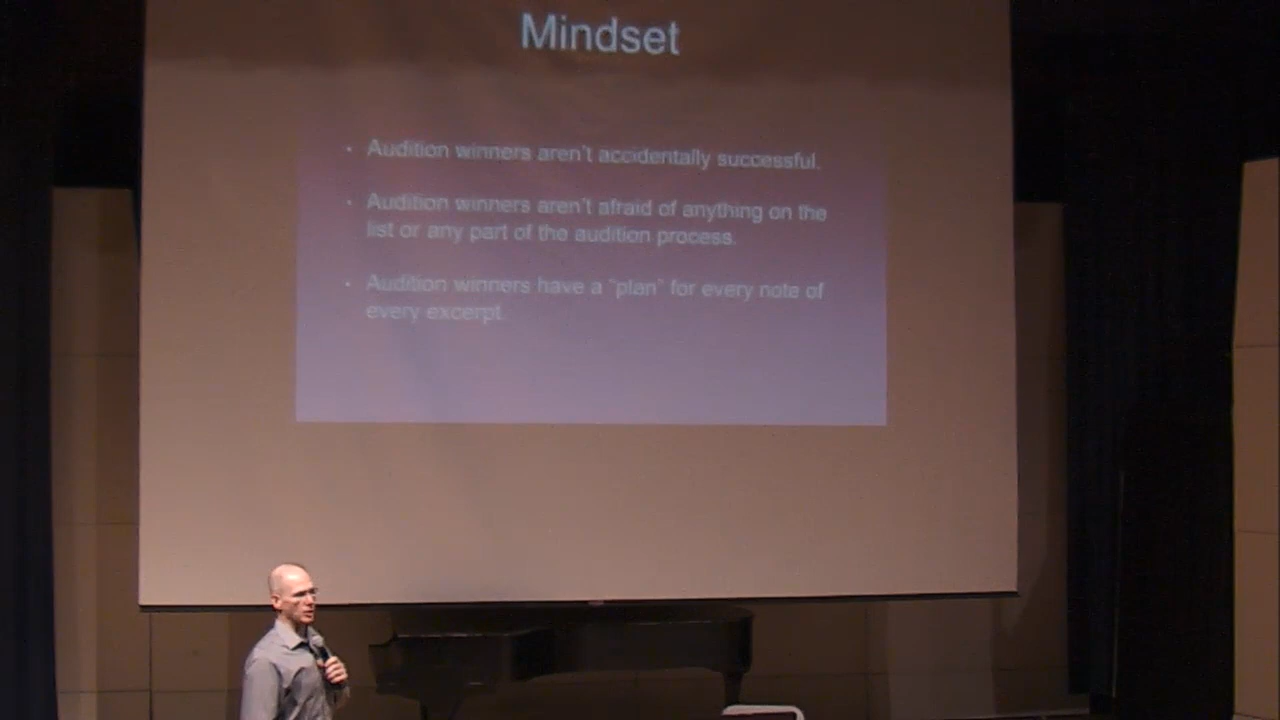 Mindset
• Audition winners aren't accidentally successful.
• Audition winners aren't afraid of anything on the
list or any part of the audition process.
• Audition winners have a "plan" for every note of
every excerpt.